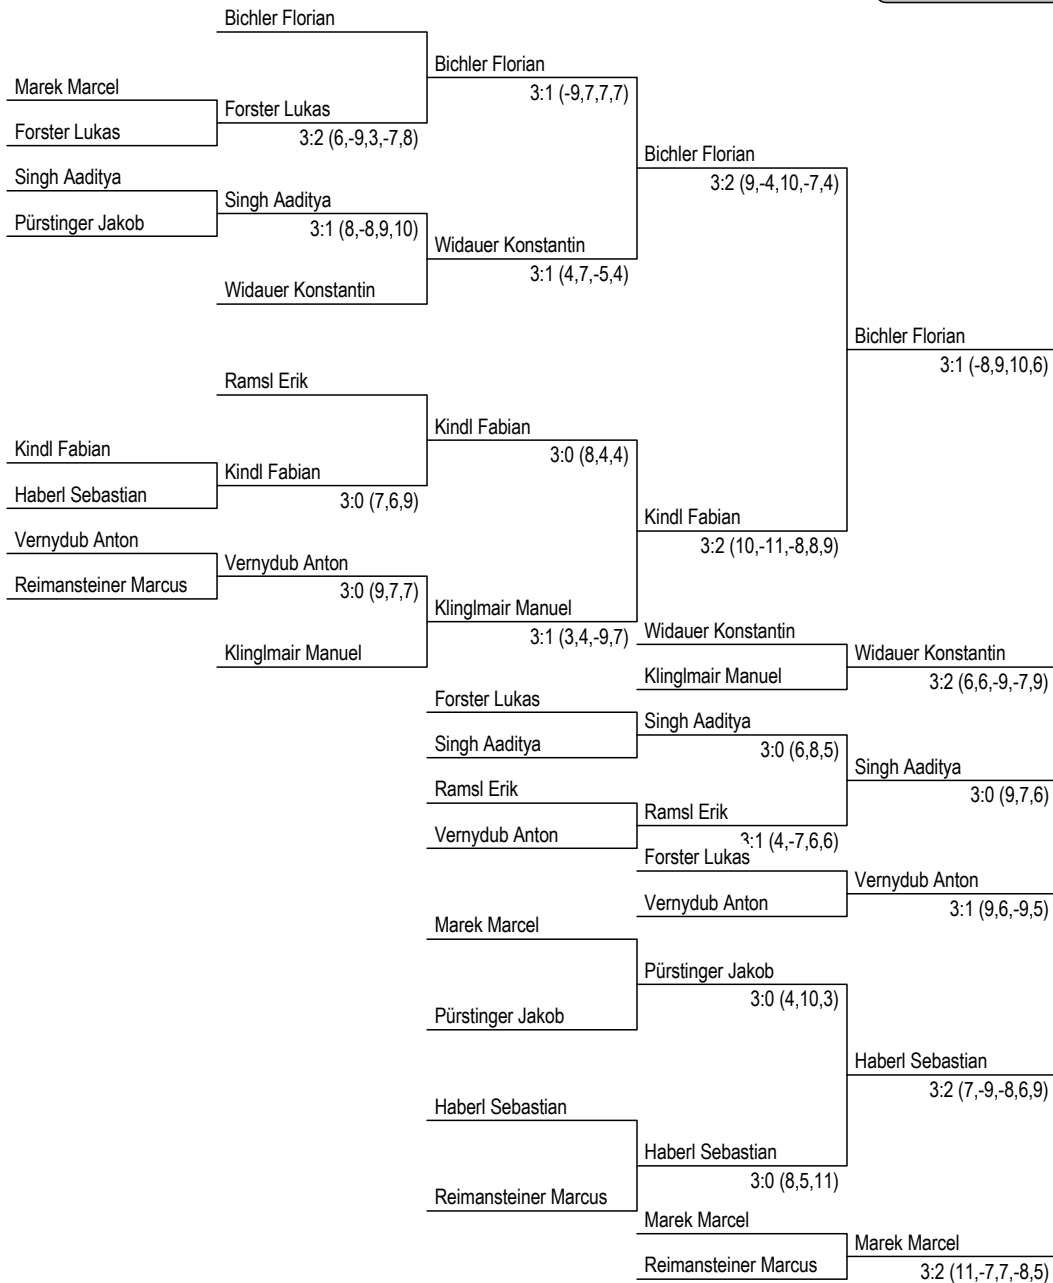 Bichler Florian
Bichler Florian
3:1 (-9,7,7,7)
Marek Marcel
Forster Lukas
Forster Lukas
3:2 (6,-9,3,-7,8)
Bichler Florian
3:2 (9,-4,10,-7,4)
Singh Aaditya
Singh Aaditya
Pürstinger Jakob
3:1 (8,-8,9,10)
Widauer Konstantin
3:1 (4,7,-5,4)
Widauer Konstantin
Bichler Florian
3:1 (-8,9,10,6)
Ramsl Erik
Kindl Fabian
3:0 (8,4,4)
Kindl Fabian
Kindl Fabian
Haberl Sebastian
3:0 (7,6,9)
Kindl Fabian
3:2 (10,-11,-8,8,9)
Vernydub Anton
Vernydub Anton
Reimansteiner Marcus
3:0 (9,7,7)
Klinglmair Manuel
3:1 (3,4,-9,7)
Klinglmair Manuel
Widauer Konstantin
Widauer Konstantin
Klinglmair Manuel
3:2 (6,6,-9,-7,9)
Forster Lukas
Singh Aaditya
Singh Aaditya
3:0 (6,8,5)
Singh Aaditya
3:0 (9,7,6)
Ramsl Erik
Ramsl Erik
Vernydub Anton
3:1 (4,-7,6,6)
Forster Lukas
Vernydub Anton
Vernydub Anton
3:1 (9,6,-9,5)
Marek Marcel
Pürstinger Jakob
3:0 (4,10,3)
Pürstinger Jakob
Haberl Sebastian
3:2 (7,-9,-8,6,9)
Haberl Sebastian
Haberl Sebastian
3:0 (8,5,11)
Reimansteiner Marcus
Marek Marcel
Marek Marcel
Reimansteiner Marcus
3:2 (11,-7,7,-8,5)